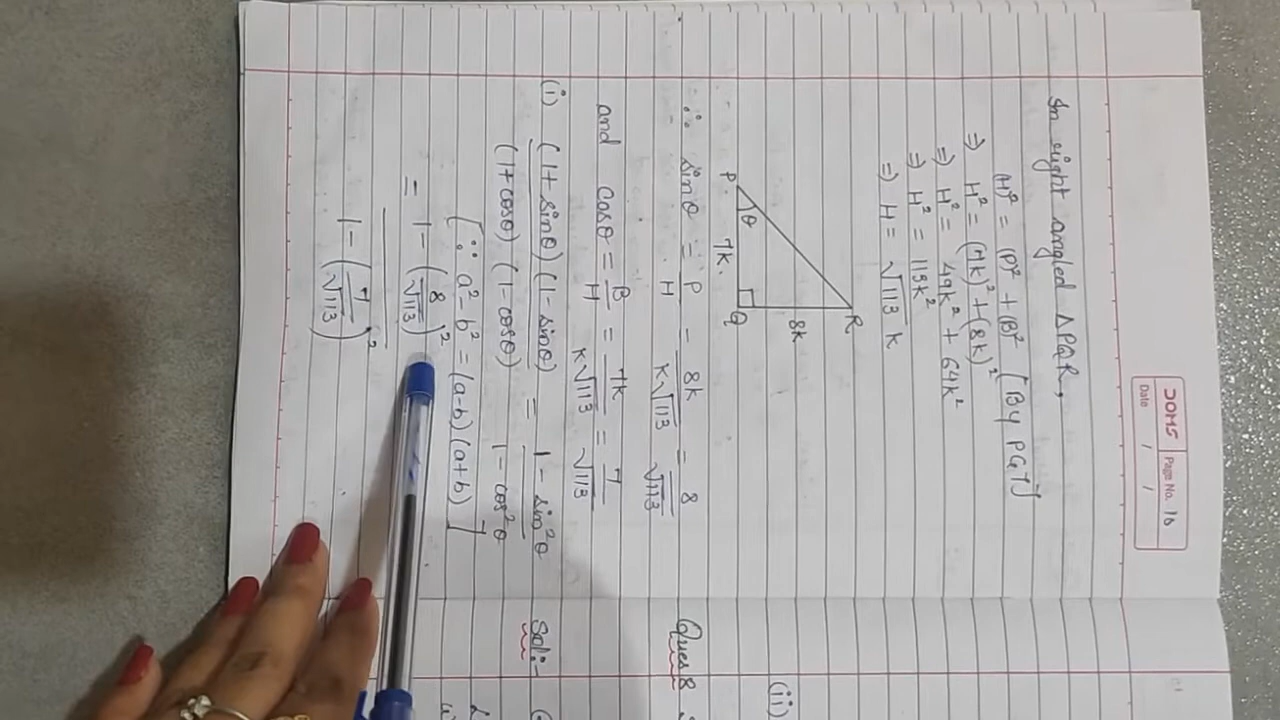 DOMS Page No. 10
Date / /
In right angled ΔPQR,
(H)² = (P)² + (B)² [By PGT]
⇒ H² = (7k)² + (8k)²
⇒ H² = 49k² + 64k²
⇒ H² = 113k²
⇒ H = √113 k
R
8k
P θ 7k. Q
∴ sinθ = P/H = 8k/k√113 = 8/√113
and cosθ = B/H = 7k/k√113 = 7/√113
(i) (1+sinθ)(1-sinθ)/(1+cosθ)(1-cosθ) = 1-sin²θ/1-cos²θ
[∵ a²-b² = (a-b)(a+b)]
= 1-(8/√113)²/1-(7/√113)²
(ii)
Ques 8
Sol:-